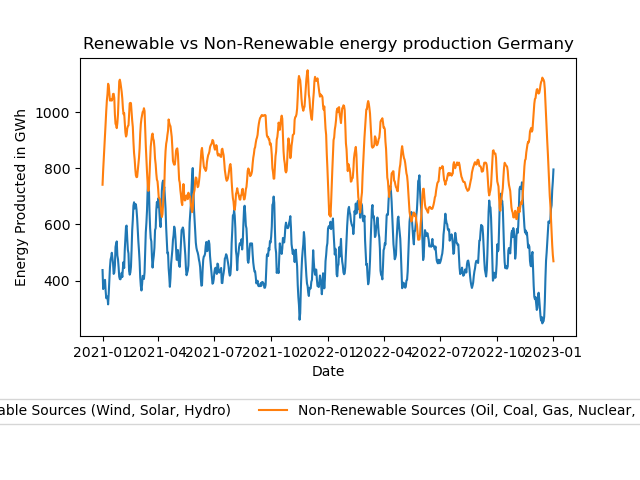 Renewable vs Non-Renewable energy production Germany
Energy Produced in GWh
1000
800
600
400
2021-01 2021-04 2021-07 2021-10 2022-01 2022-04 2022-07 2022-10 2023-01
Date
able Sources (Wind, Solar, Hydro) Non-Renewable Sources (Oil, Coal, Gas, Nuclear,